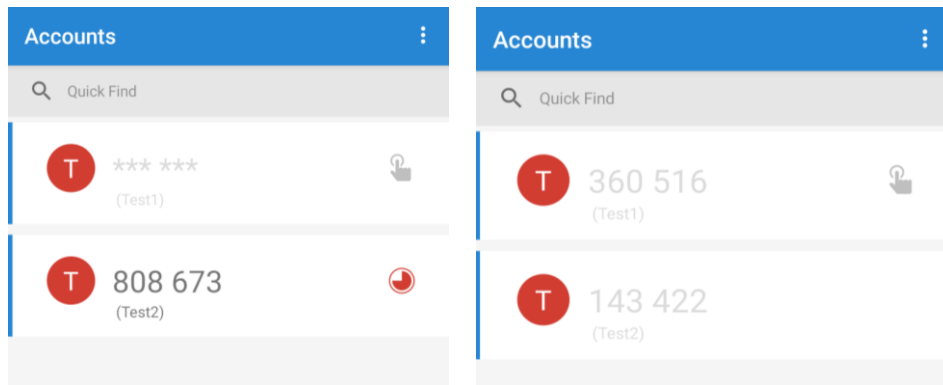 Accounts
Quick Find
T
*** ***
(Test1)
T
808 673
(Test2)
Accounts
Quick Find
T
360 516
(Test1)
T
143 422
(Test2)